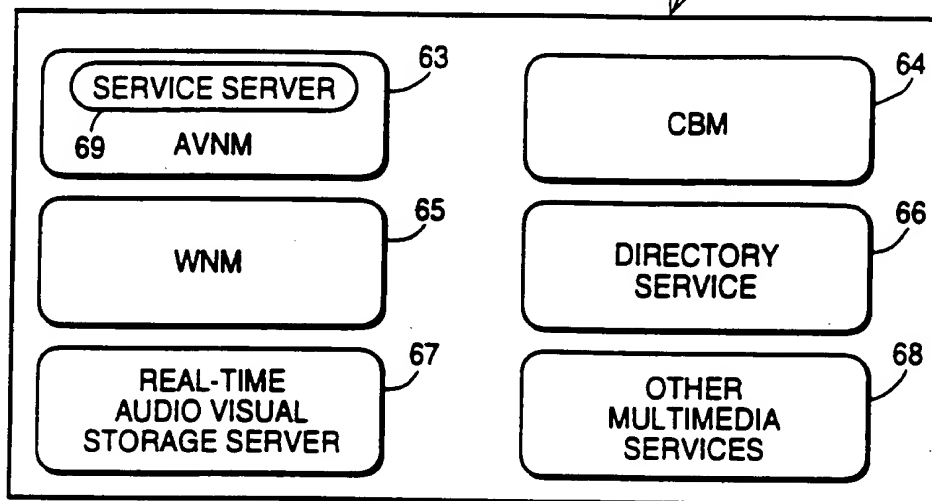 SERVICE SERVER
63
69
AVNM
CBM
64
WNM
65
DIRECTORY
SERVICE
66
REAL-TIME
AUDIO VISUAL
STORAGE SERVER
67
OTHER
MULTIMEDIA
SERVICES
68